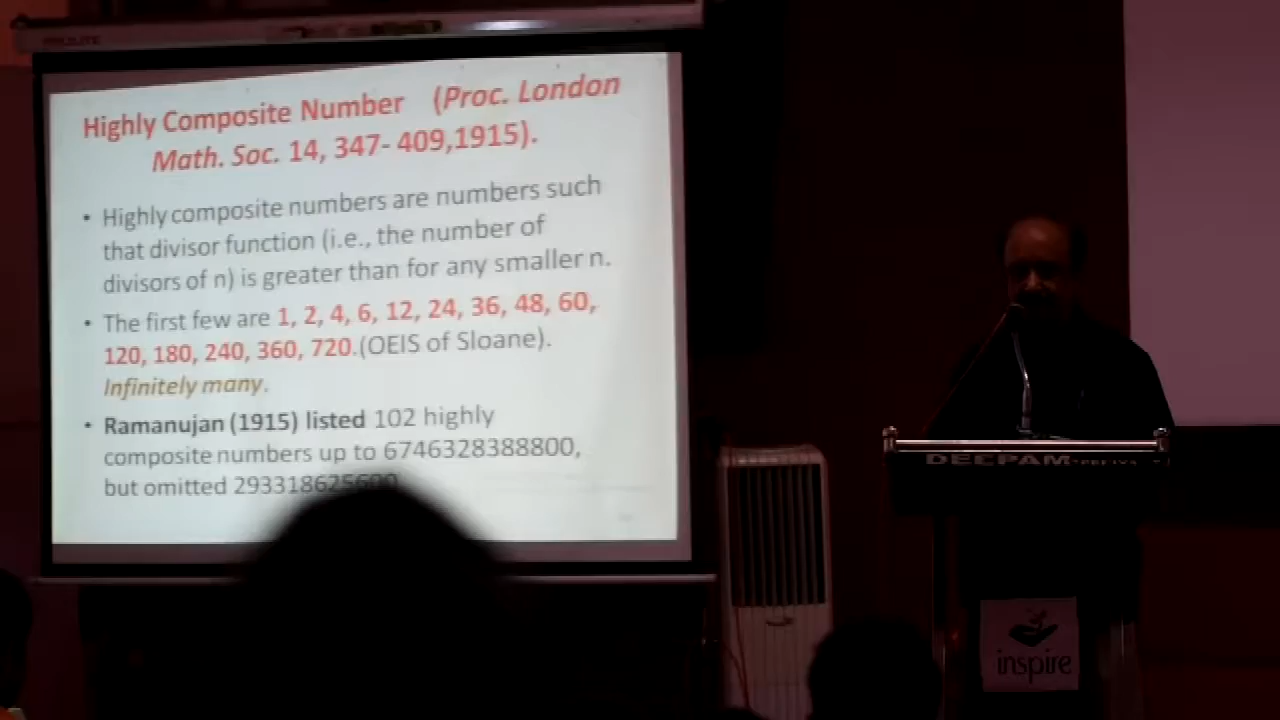 Highly Composite Number (Proc. London
Math. Soc. 14, 347- 409,1915).
• Highly composite numbers are numbers such
that divisor function (i.e., the number of
divisors of n) is greater than for any smaller n.
• The first few are 1, 2, 4, 6, 12, 24, 36, 48, 60,
120, 180, 240, 360, 720.(OEIS of Sloane).
Infinitely many.
• Ramanujan (1915) listed 102 highly
composite numbers up to 6746328388800,
but omitted 293318625600
DEEPAM
inspire